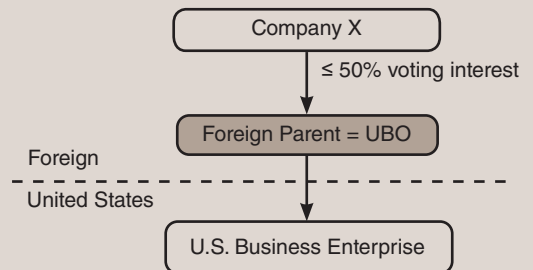 Company X
≤ 50% voting interest
Foreign Parent = UBO
Foreign
United States
U.S. Business Enterprise